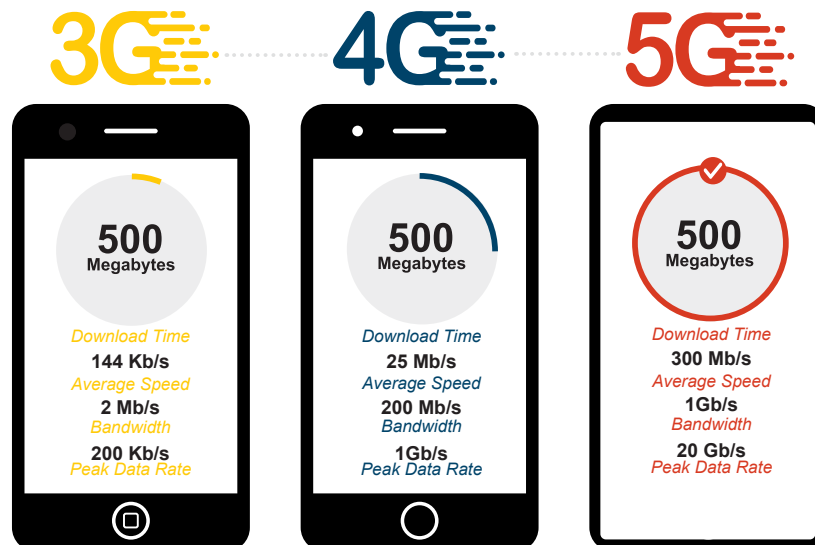 3G
4G
5G
500
Megabytes
Download Time
144 Kb/s
Average Speed
2 Mb/s
Bandwidth
200 Kb/s
Peak Data Rate
500
Megabytes
Download Time
25 Mb/s
Average Speed
200 Mb/s
Bandwidth
1Gb/s
Peak Data Rate
500
Megabytes
Download Time
300 Mb/s
Average Speed
1Gb/s
Bandwidth
20 Gb/s
Peak Data Rate